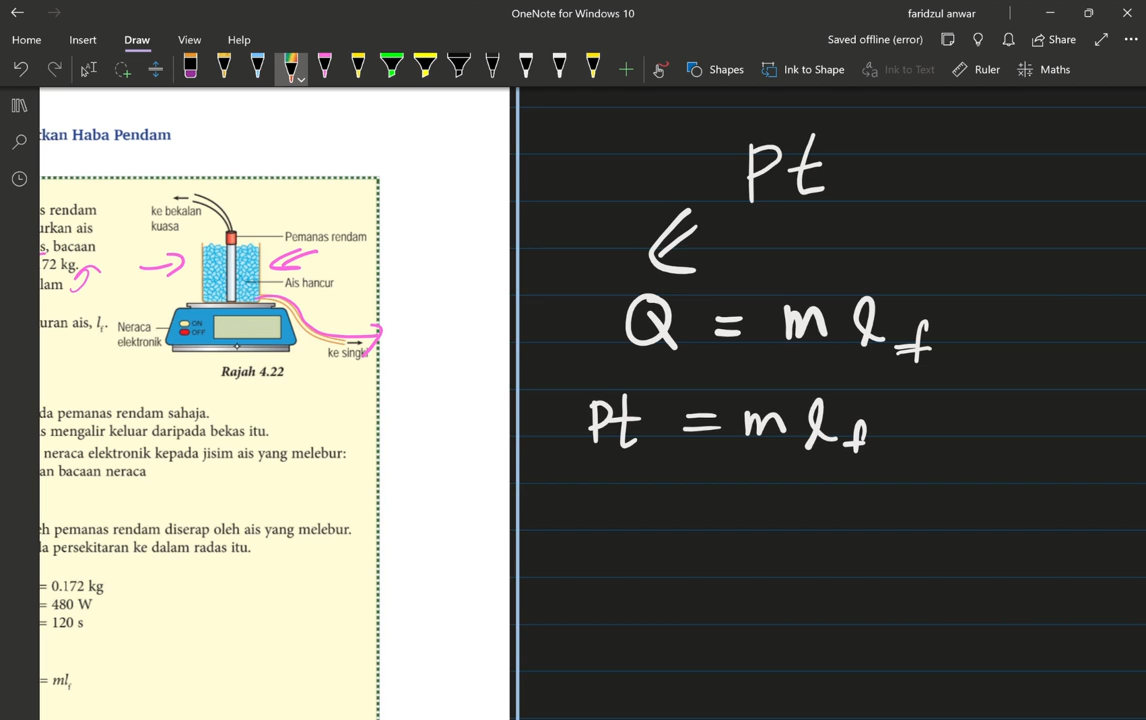 OneNote for Windows 10
faridzul anwar
Home Insert Draw View Help
Saved offline (error)
Share
Shapes
Ink to Shape
Ink to Text
Ruler
Maths
kan Haba Pendam
s rendam
urkan ais
s, bacaan
72 kg.
lam
uran ais, lf.
ke bekalan
kuasa
Pemanas rendam
Ais hancur
ON
OFF
Neraca
elektronik
ke singki
Rajah 4.22
da pemanas rendam sahaja.
s mengalir keluar daripada bekas itu.
neraca elektronik kepada jisim ais yang melebur:
an bacaan neraca
eh pemanas rendam diserap oleh ais yang melebur.
la persekitaran ke dalam radas itu.
= 0.172 kg
= 480 W
= 120 s
= mlf
Pt
Q = m lf
Pt = m lf